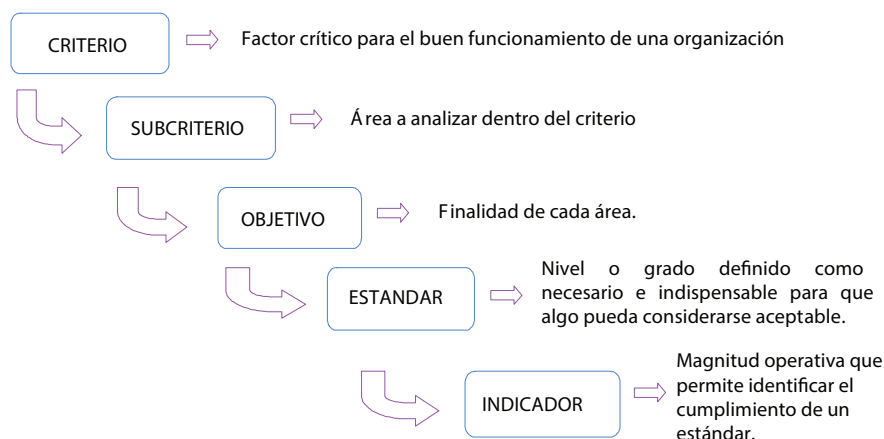 CRITERIO
Factor crítico para el buen funcionamiento de una organización
SUBCRITERIO
Área a analizar dentro del criterio
OBJETIVO
Finalidad de cada área.
ESTANDAR
Nivel o grado definido como
necesario e indispensable para que
algo pueda considerarse aceptable.
INDICADOR
Magnitud operativa que
permite identificar el
cumplimiento de un
estándar.